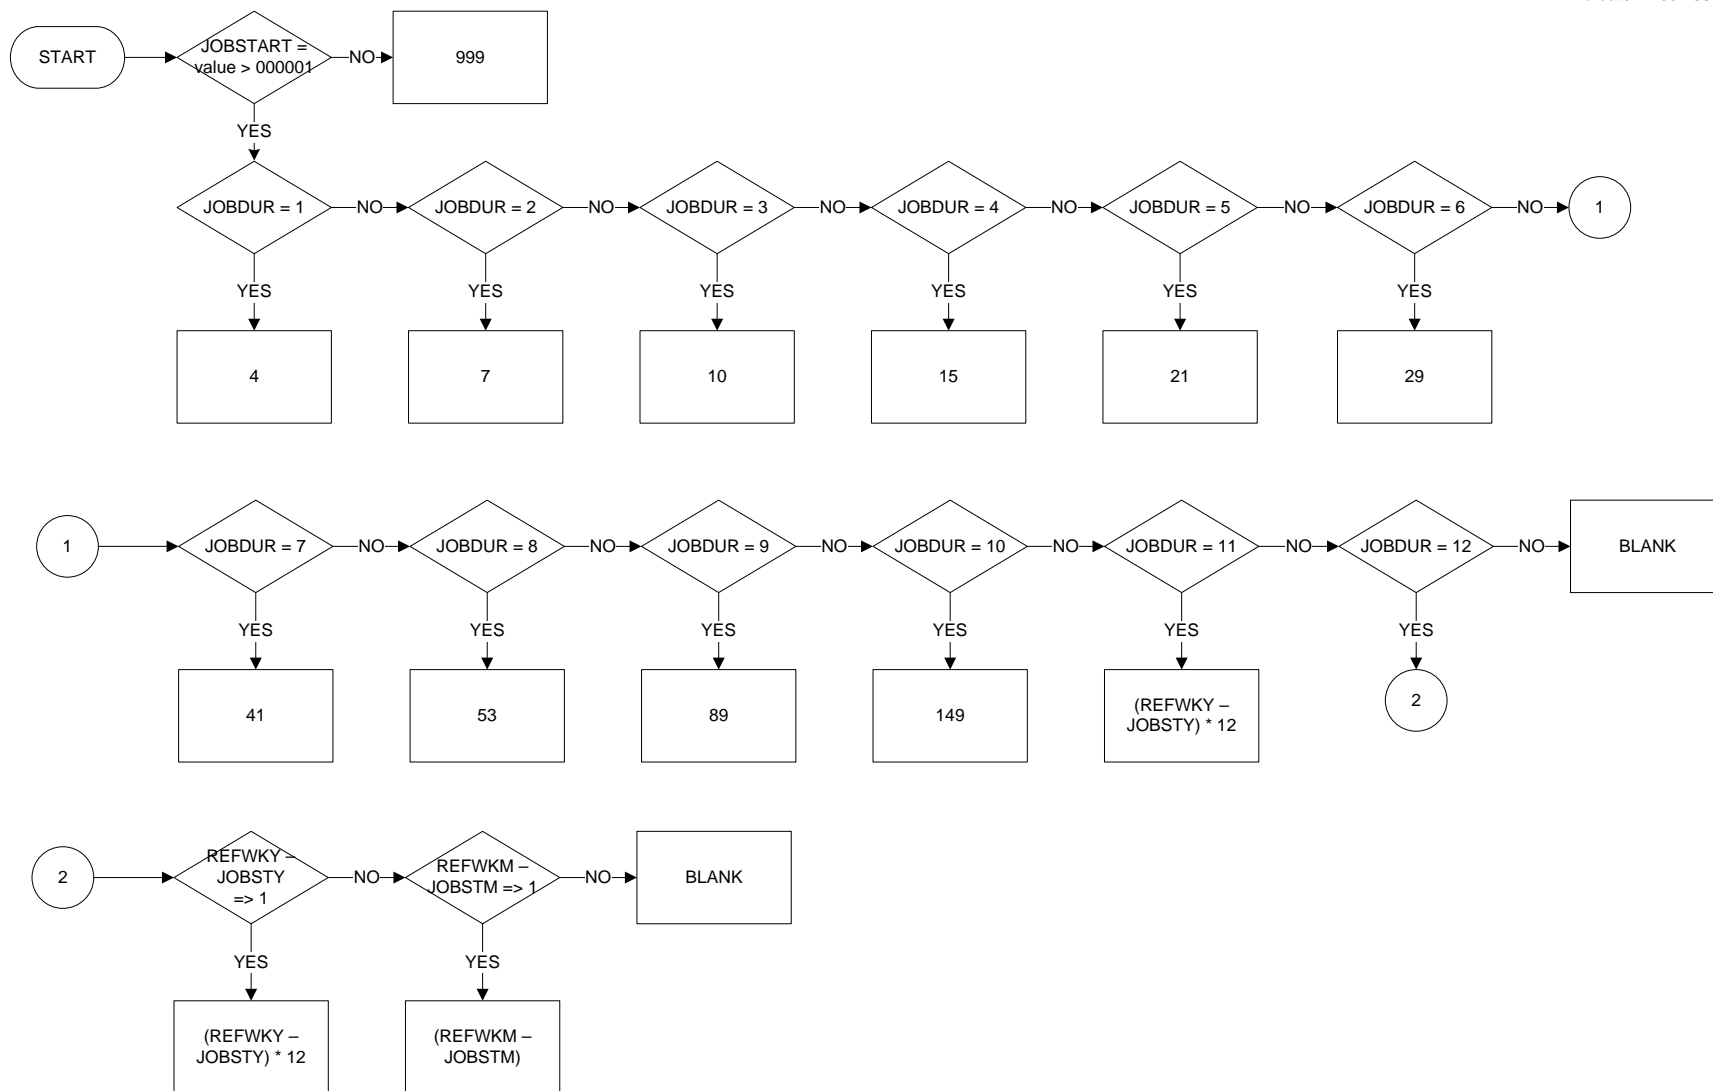 START
JOBSTART =
value > 000001
NO
999
YES
JOBDUR = 1
NO
JOBDUR = 2
NO
JOBDUR = 3
NO
JOBDUR = 4
NO
JOBDUR = 5
NO
JOBDUR = 6
NO
1
YES
YES
YES
YES
YES
YES
4
7
10
15
21
29
1
JOBDUR = 7
NO
JOBDUR = 8
NO
JOBDUR = 9
NO
JOBDUR = 10
NO
JOBDUR = 11
NO
JOBDUR = 12
NO
BLANK
YES
YES
YES
YES
YES
YES
41
53
89
149
(REFWKY –
JOBSTY) * 12
2
2
REFWKY –
JOBSTY
=> 1
NO
REFWKM –
JOBSTM => 1
NO
BLANK
YES
YES
(REFWKY –
JOBSTY) * 12
(REFWKM –
JOBSTM)